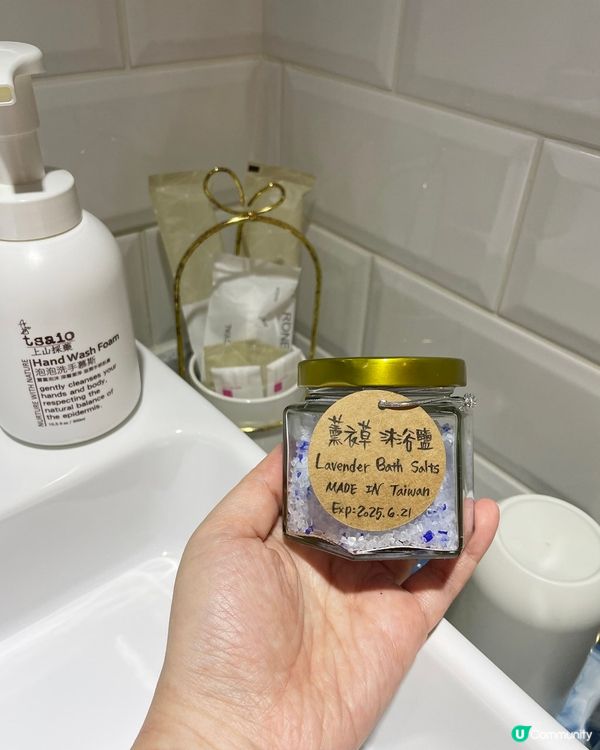 tsaio
上山採藥
Hand Wash Foam
泡泡洗手慕斯
NURTURE WITH NATURE
gently cleanses your
hands and body,
respecting the
natural balance of
the epidermis.
薰衣草 沐浴鹽
Lavender Bath Salts
MADE IN Taiwan
Exp:2025.6.21
U Community